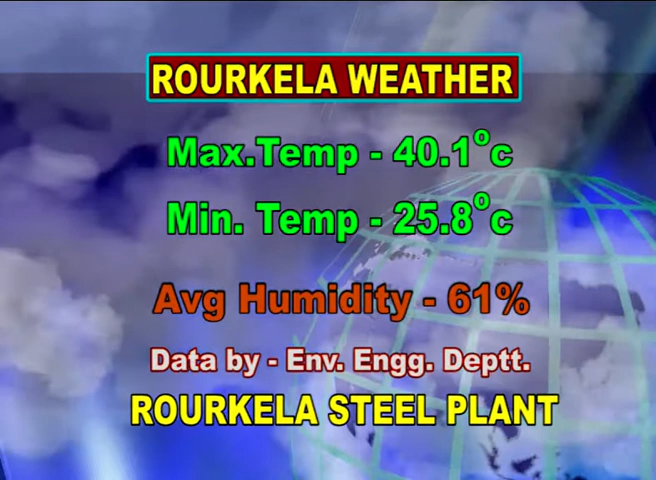 ROURKELA WEATHER
Max.Temp - 40.1°c
Min. Temp - 25.8°c
Avg Humidity - 61%
Data by - Env. Engg. Deptt.
ROURKELA STEEL PLANT